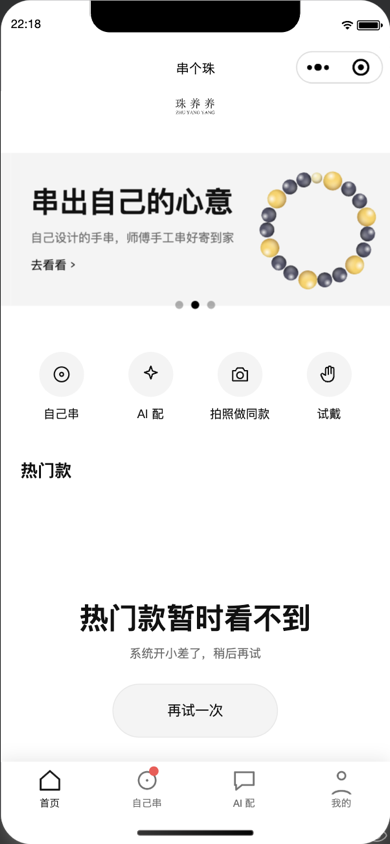 22:18
串个珠
珠养养
ZHU YANG YANG
串出自己的心意
自己设计的手串，师傅手工串好寄到家
去看看 >
自己串
AI 配
拍照做同款
试戴
热门款
热门款暂时看不到
系统开小差了，稍后再试
再试一次
首页
自己串
AI 配
我的